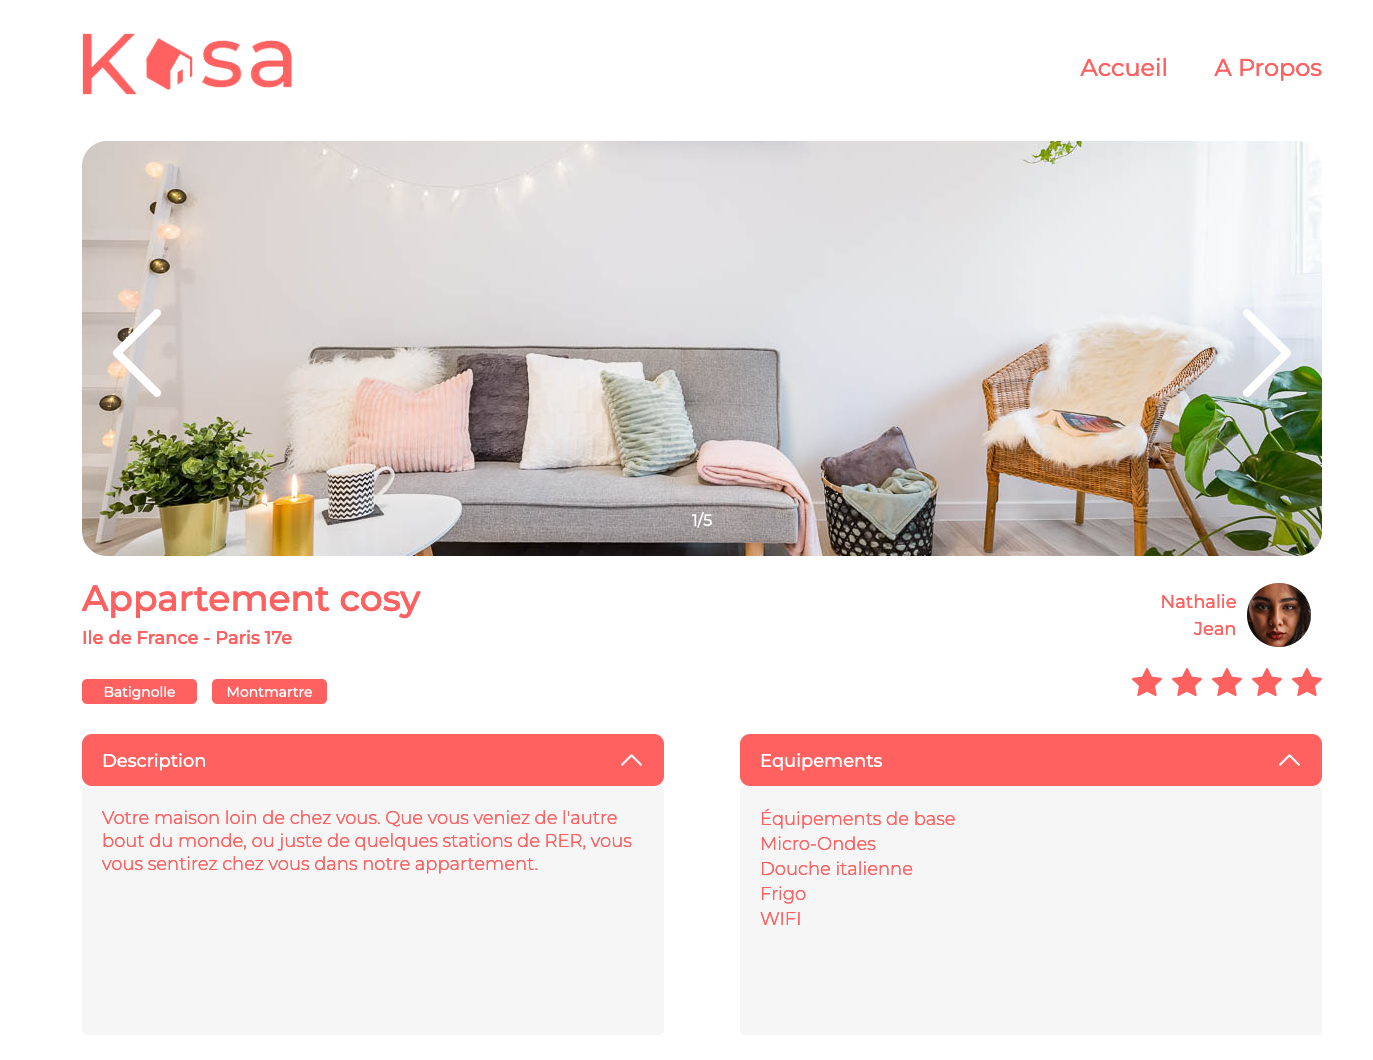 Kasa
Accueil
A Propos
1/5
Appartement cosy
Ile de France - Paris 17e
Nathalie
Jean
Batignolle
Montmartre
Description
Votre maison loin de chez vous. Que vous veniez de l'autre
bout du monde, ou juste de quelques stations de RER, vous
vous sentirez chez vous dans notre appartement.
Equipements
Équipements de base
Micro-Ondes
Douche italienne
Frigo
WIFI